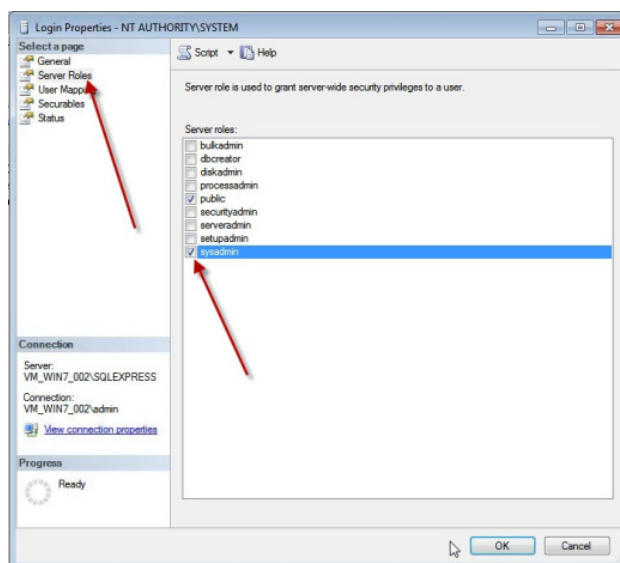 Login Properties - NT AUTHORITY\SYSTEM
Select a page
General
Server Roles
User Mapping
Securables
Status
Script Help
Server role is used to grant server-wide security privileges to a user.
Server roles:
bulkadmin
dbcreator
diskadmin
processadmin
public
securityadmin
serveradmin
setupadmin
sysadmin
Connection
Server:
VM_WIN7_002\SQLEXPRESS
Connection:
VM_WIN7_002\admin
View connection properties
Progress
Ready
OK Cancel